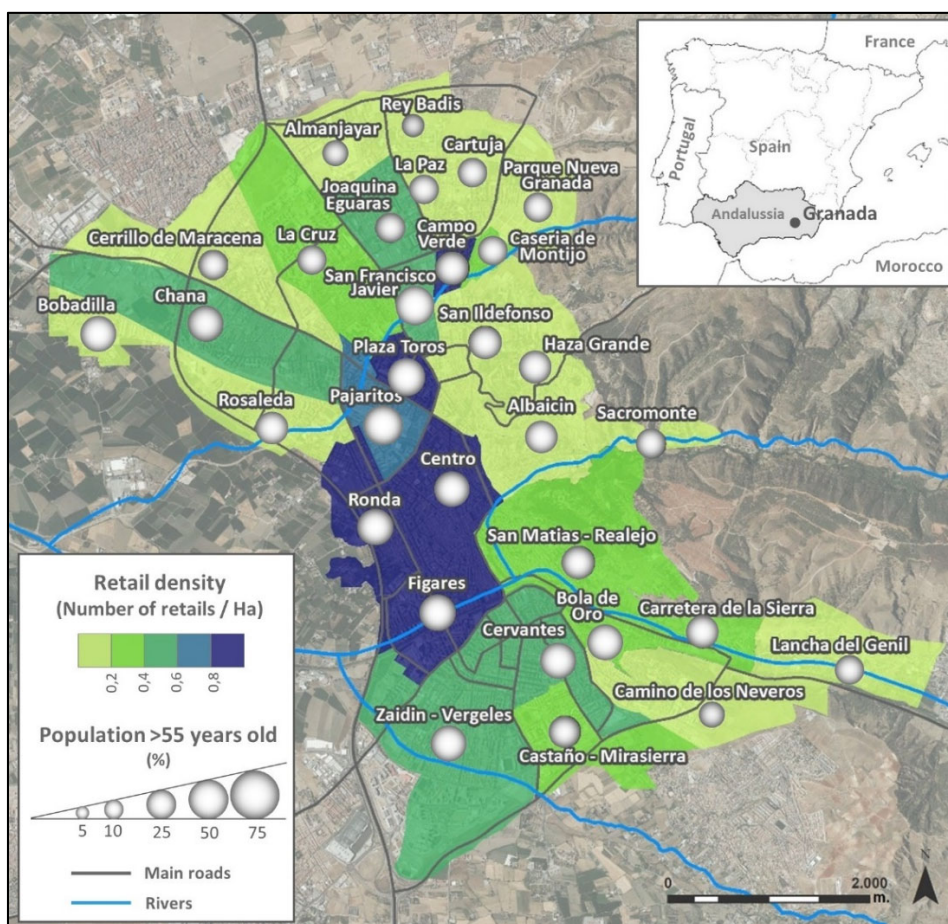 France
Portugal
Spain
Andalussia
Granada
Morocco
Rey Badis
Almanjayar
Cartuja
La Paz
Parque Nueva
Granada
Joaquina
Eguaras
Campo
Verde
Cerrillo de Maracena
La Cruz
Caseria de
Montijo
San Francisco
Javier
Bobadilla
Chana
San Ildefonso
Plaza Toros
Haza Grande
Rosaleda
Pajaritos
Albaicin
Sacromonte
Centro
Ronda
San Matias - Realejo
Figares
Bola de
Oro
Carretera de la Sierra
Cervantes
Lancha del Genil
Camino de los Neveros
Zaidin - Vergeles
Castaño - Mirasierra
Retail density
(Number of retails / Ha)
0,2
0,4
0,6
0,8
Population >55 years old
(%)
5 10 25 50 75
Main roads
Rivers
0 2.000
m.
N